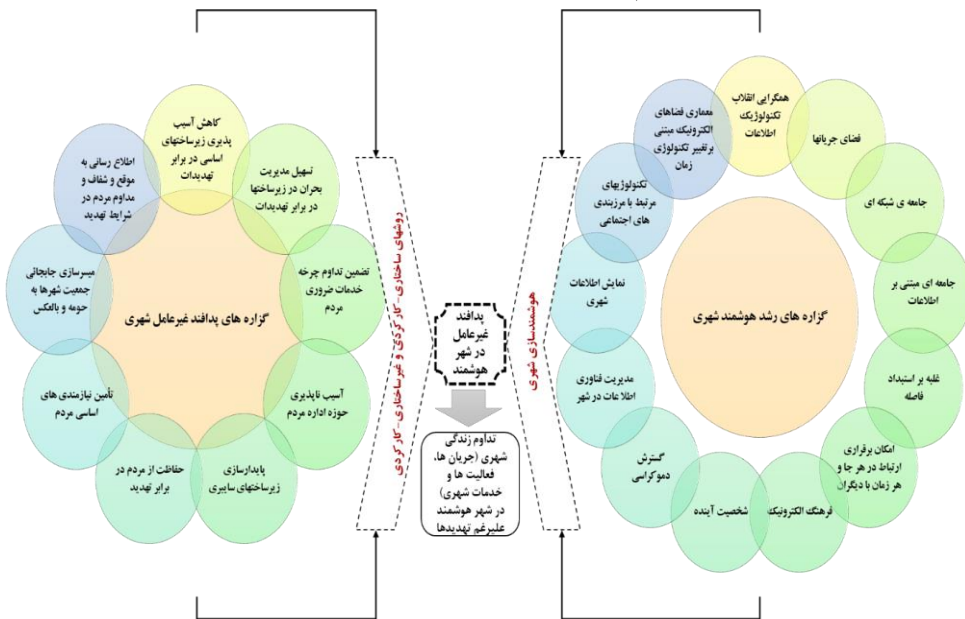 همگرایی انقلاب
تکنولوژیک
اطلاعات
فضای جریانها
جامعه ی شبکه ای
جامعه ای مبتنی بر
اطلاعات
غلبه بر استبداد
فاصله
امکان برقراری
ارتباط در هر جا و
هر زمان با دیگران
فرهنگ الکترونیک
شخصیت آینده
گسترش
دموکراسی
مدیریت فناوری
اطلاعات در شهر
نمایش اطلاعات
شهری
تکنولوژیهای
مرتبط با مرزبندی
های اجتماعی
معماری فضاهای
الکترونیک مبتنی
برتغییر تکنولوژی
زمان
گزاره های رشد هوشمند شهری
هوشمندسازی شهری
پدافند
غیرعامل
در شهر
هوشمند
تداوم زندگی
شهری (جریان ها،
فعالیت ها و
خدمات شهری)
در شهر هوشمند
علیرغم تهدیدها
روشهای ساختاری-کارکردی و غیرساختاری-کارکردی
کاهش آسیب
پذیری زیرساختهای
اساسی در برابر
تهدیدات
تسهیل مدیریت
بحران در زیرساختها
در برابر تهدیدات
تضمین تداوم چرخه
خدمات ضروری
مردم
آسیب ناپذیری
حوزه اداره مردم
پایدارسازی
زیرساختهای سایبری
حفاظت از مردم در
برابر تهدید
تأمین نیازمندی های
اساسی مردم
میسرسازی جابجائی
جمعیت شهرها به
حومه و بالعکس
اطلاع رسانی به
موقع و شفاف و
مداوم مردم در
شرایط تهدید
گزاره های پدافند غیرعامل شهری